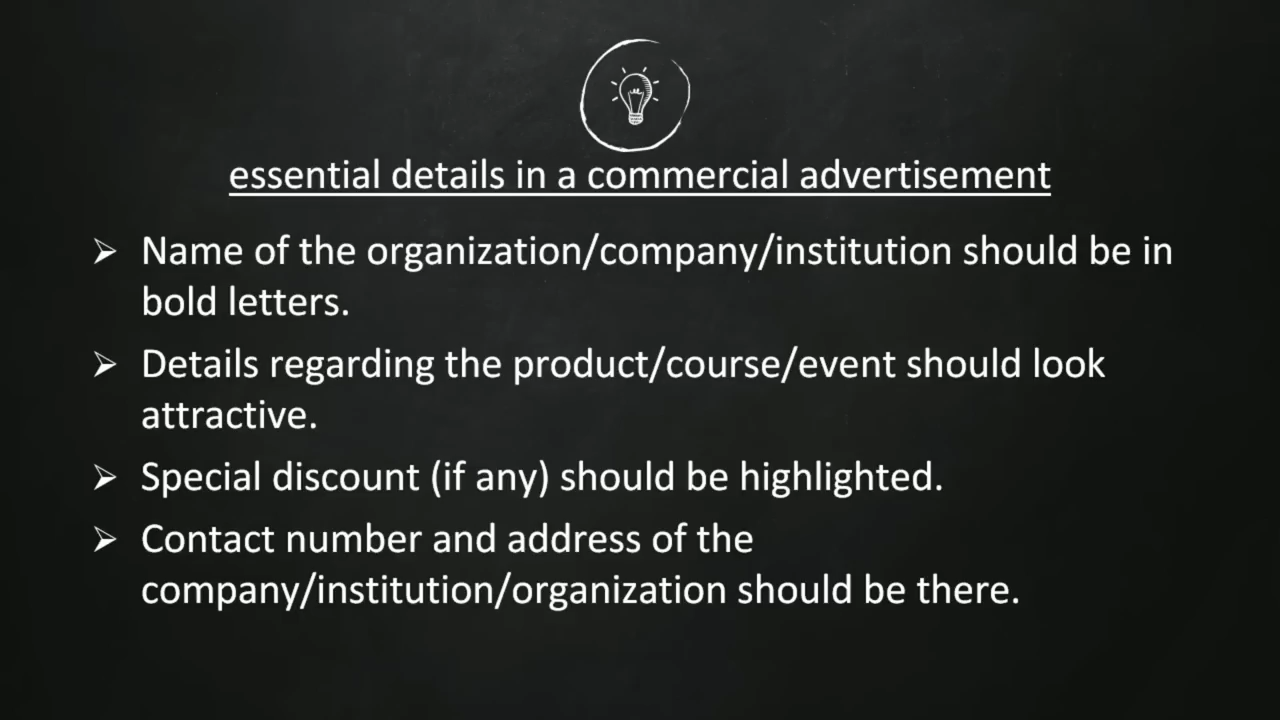 essential details in a commercial advertisement
➢ Name of the organization/company/institution should be in
bold letters.
➢ Details regarding the product/course/event should look
attractive.
➢ Special discount (if any) should be highlighted.
➢ Contact number and address of the
company/institution/organization should be there.